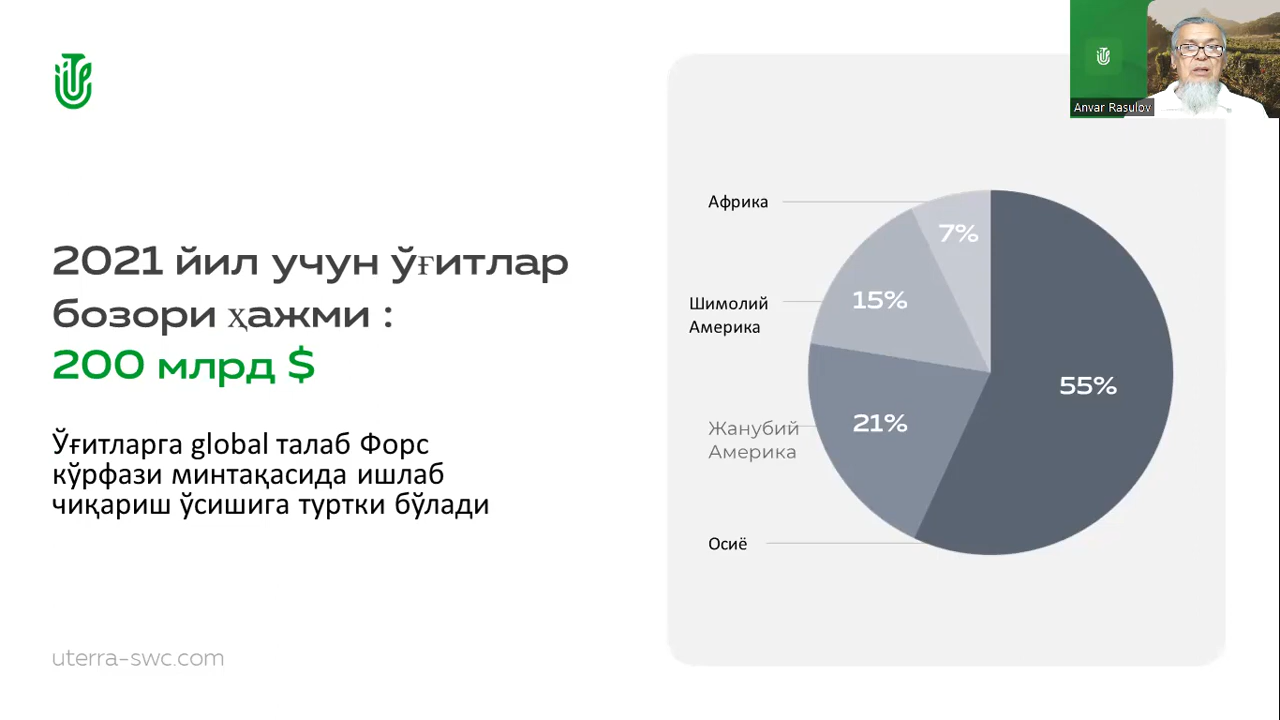 2021 йил учун ўғитлар
бозори ҳажми :
200 млрд $
Ўғитларга global талаб Форс
кўрфази минтақасида ишлаб
чиқариш ўсишига туртки бўлади
uterra-swc.com
Anvar Rasulov
Африка
7%
Шимолий
Америка
15%
55%
Жанубий
Америка
21%
Осиё